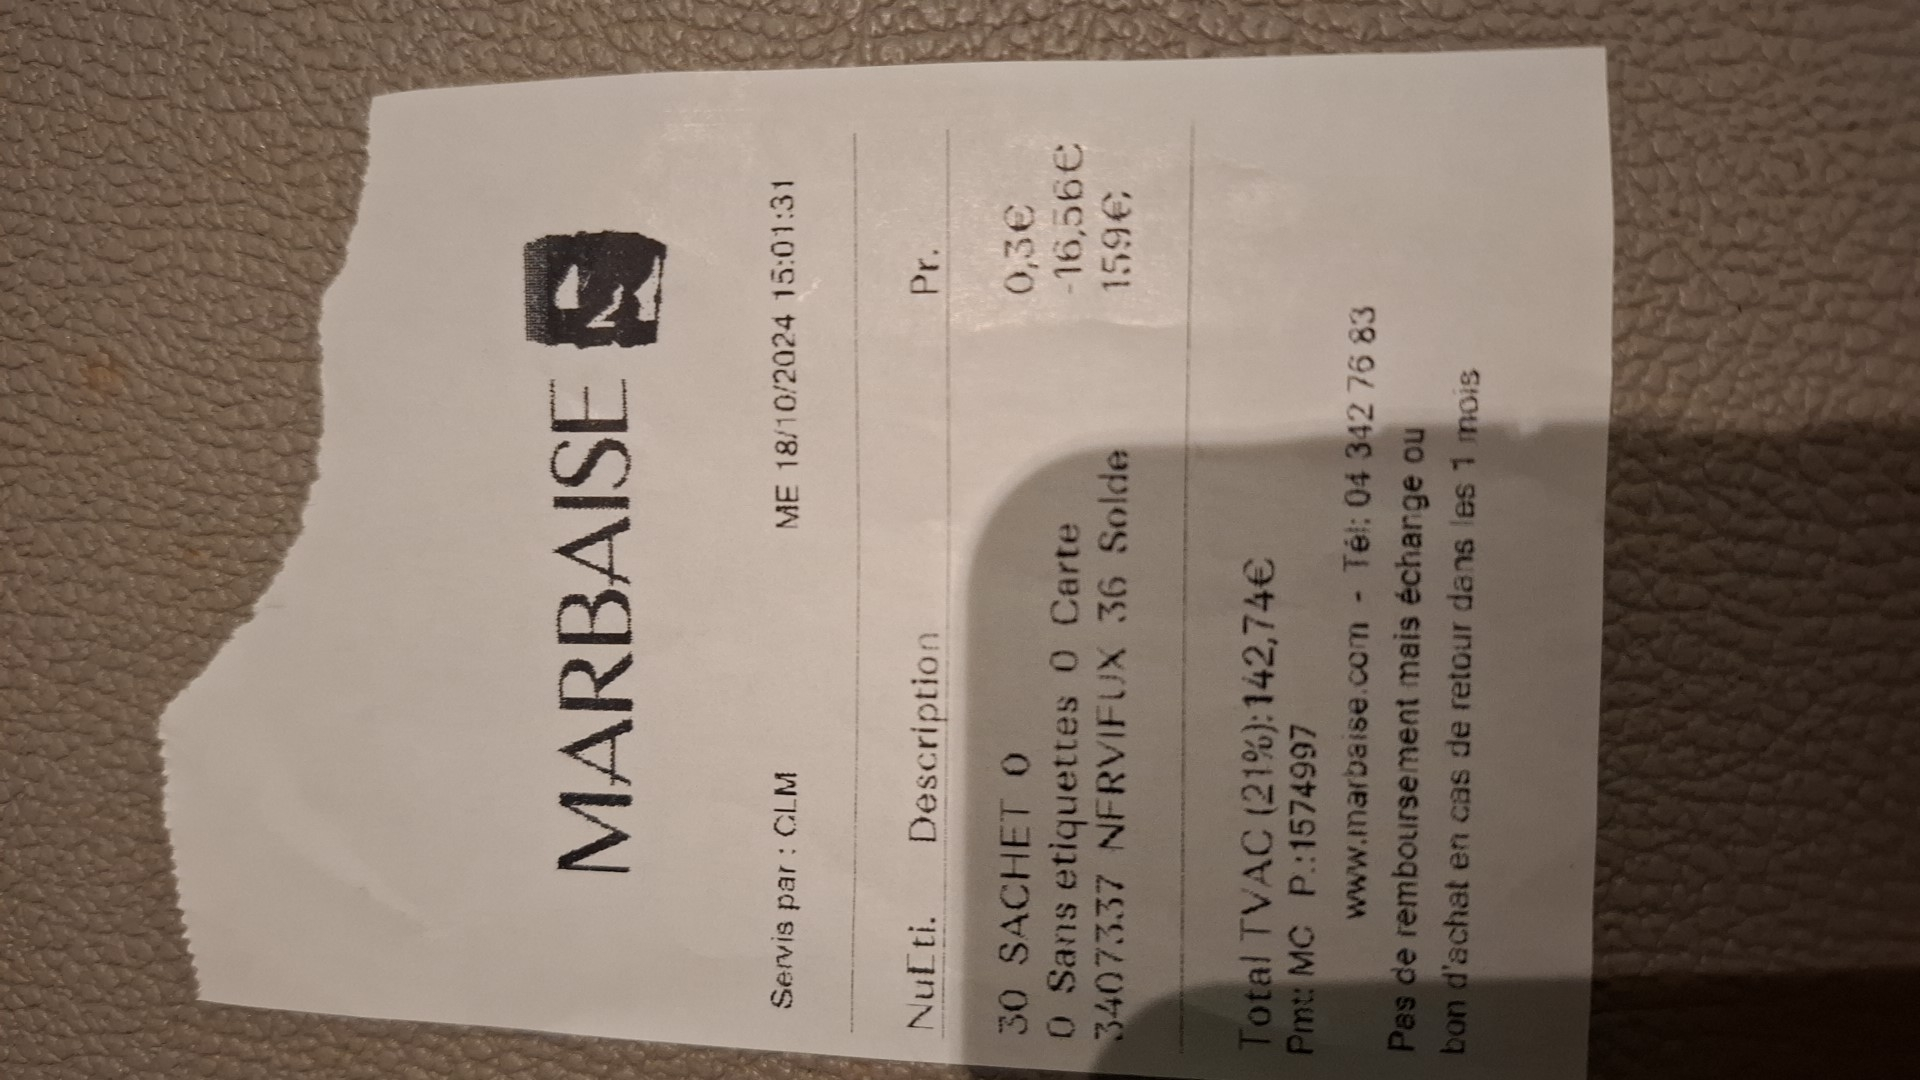 MARBAISE
Servis par : CLM ME 18/10/2024 15:01:31
NuEti. Description Pr.
30 SACHET 0 0,3€
0 Sans etiquettes 0 Carte -16,56€
3407337 NERVIEUX 36 Solde 159€
Total TVAC (21%): 142,74€
Pmt: MC P.:1574997
www.marbaise.com - Tél: 04 342 76 83
Pas de remboursement mais échange ou
bon d'achat en cas de retour dans les 1 mois